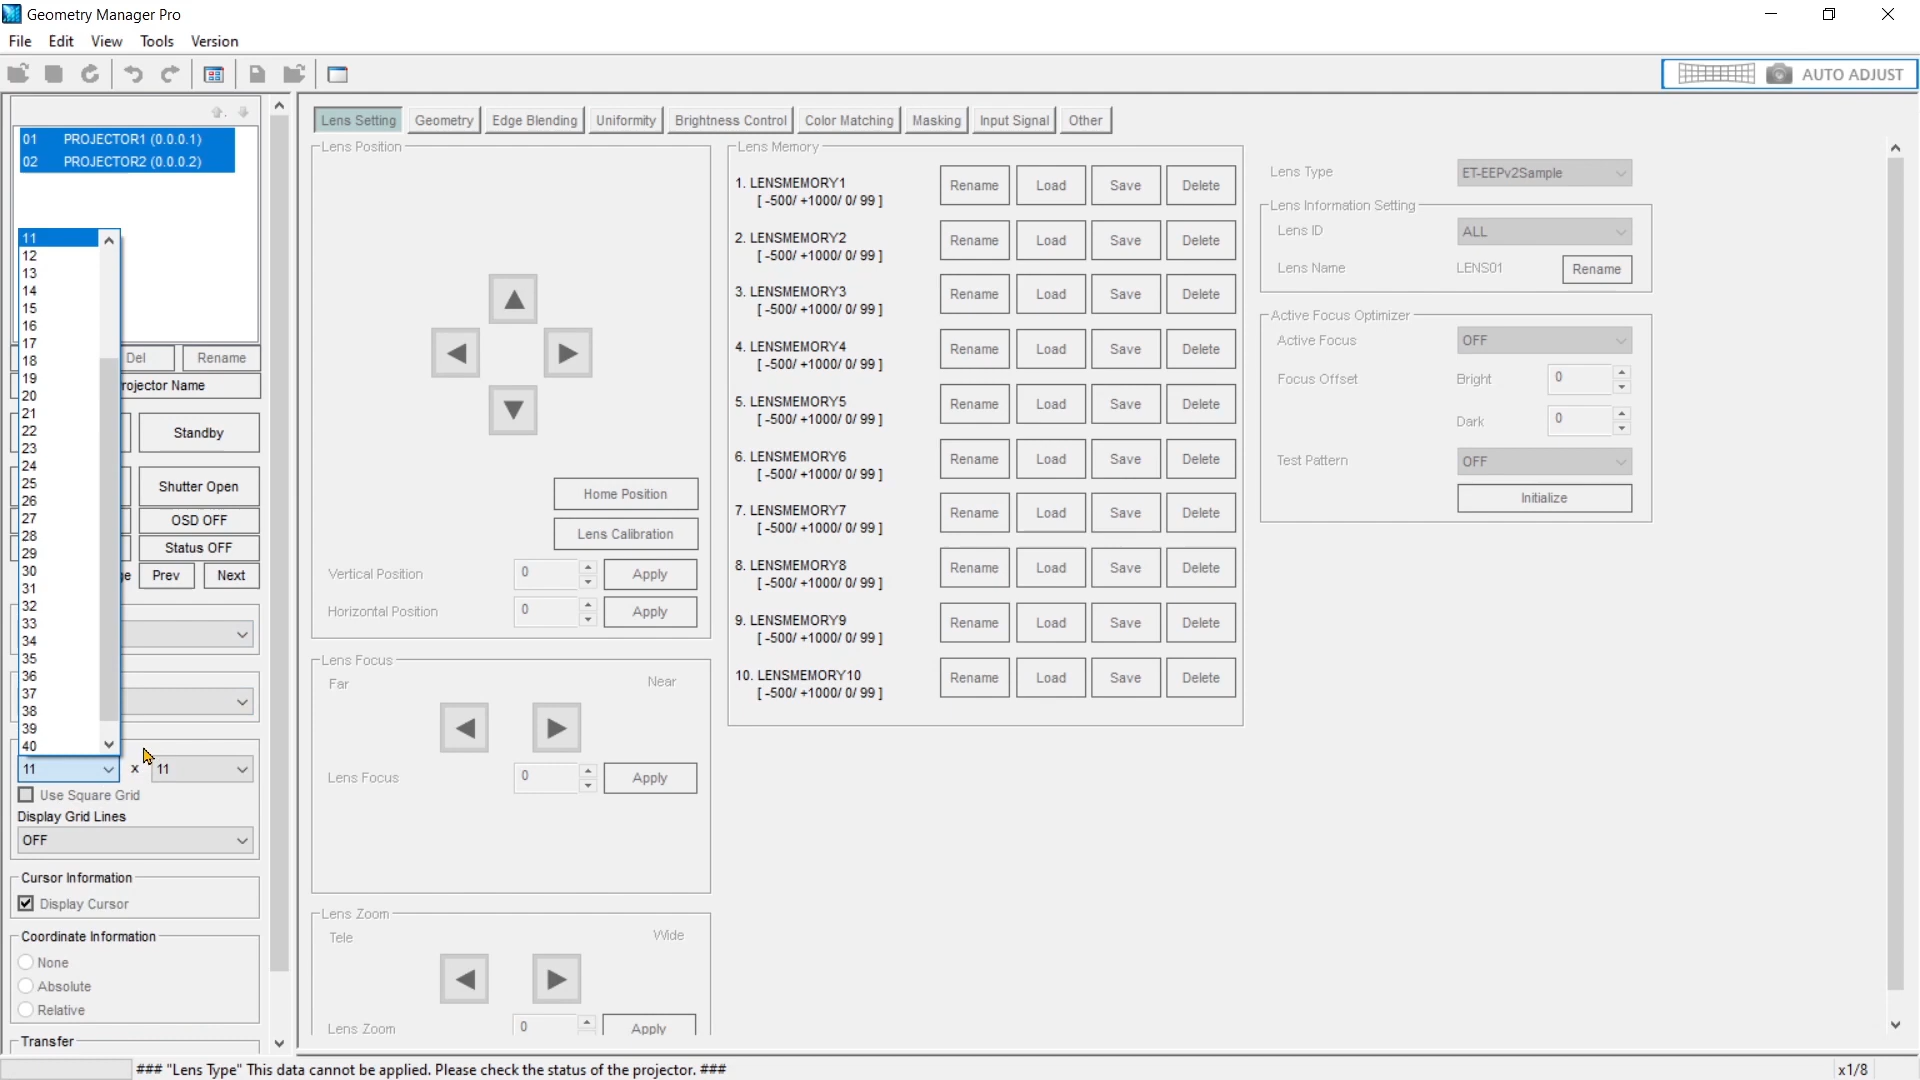 Geometry Manager Pro
File Edit View Tools Version
AUTO ADJUST
01 PROJECTOR1 (0.0.0.1)
02 PROJECTOR2 (0.0.0.2)
11
12
13
14
15
16
17
18
19
20
21
22
23
24
25
26
27
28
29
30
31
32
33
34
35
36
37
38
39
40
Del Rename
rojector Name
Standby
Shutter Open
OSD OFF
Status OFF
ge Prev Next
11 x 11
Use Square Grid
Display Grid Lines
OFF
Cursor Information
Display Cursor
Coordinate Information
None
Absolute
Relative
Transfer
Lens Setting Geometry Edge Blending Uniformity Brightness Control Color Matching Masking Input Signal Other
Lens Position
Home Position
Lens Calibration
Vertical Position 0 Apply
Horizontal Position 0 Apply
Lens Focus
Far Near
Lens Focus 0 Apply
Lens Zoom
Tele Wide
Lens Zoom 0 Apply
Lens Memory
1. LENSMEMORY1 Rename Load Save Delete
[ -500/ +1000/ 0/ 99 ]
2. LENSMEMORY2 Rename Load Save Delete
[ -500/ +1000/ 0/ 99 ]
3. LENSMEMORY3 Rename Load Save Delete
[ -500/ +1000/ 0/ 99 ]
4. LENSMEMORY4 Rename Load Save Delete
[ -500/ +1000/ 0/ 99 ]
5. LENSMEMORY5 Rename Load Save Delete
[ -500/ +1000/ 0/ 99 ]
6. LENSMEMORY6 Rename Load Save Delete
[ -500/ +1000/ 0/ 99 ]
7. LENSMEMORY7 Rename Load Save Delete
[ -500/ +1000/ 0/ 99 ]
8. LENSMEMORY8 Rename Load Save Delete
[ -500/ +1000/ 0/ 99 ]
9. LENSMEMORY9 Rename Load Save Delete
[ -500/ +1000/ 0/ 99 ]
10. LENSMEMORY10 Rename Load Save Delete
[ -500/ +1000/ 0/ 99 ]
Lens Type ET-EEPv2Sample
Lens Information Setting
Lens ID ALL
Lens Name LENS01 Rename
Active Focus Optimizer
Active Focus OFF
Focus Offset Bright 0
Dark 0
Test Pattern OFF
Initialize
### "Lens Type" This data cannot be applied. Please check the status of the projector. ### x1/8